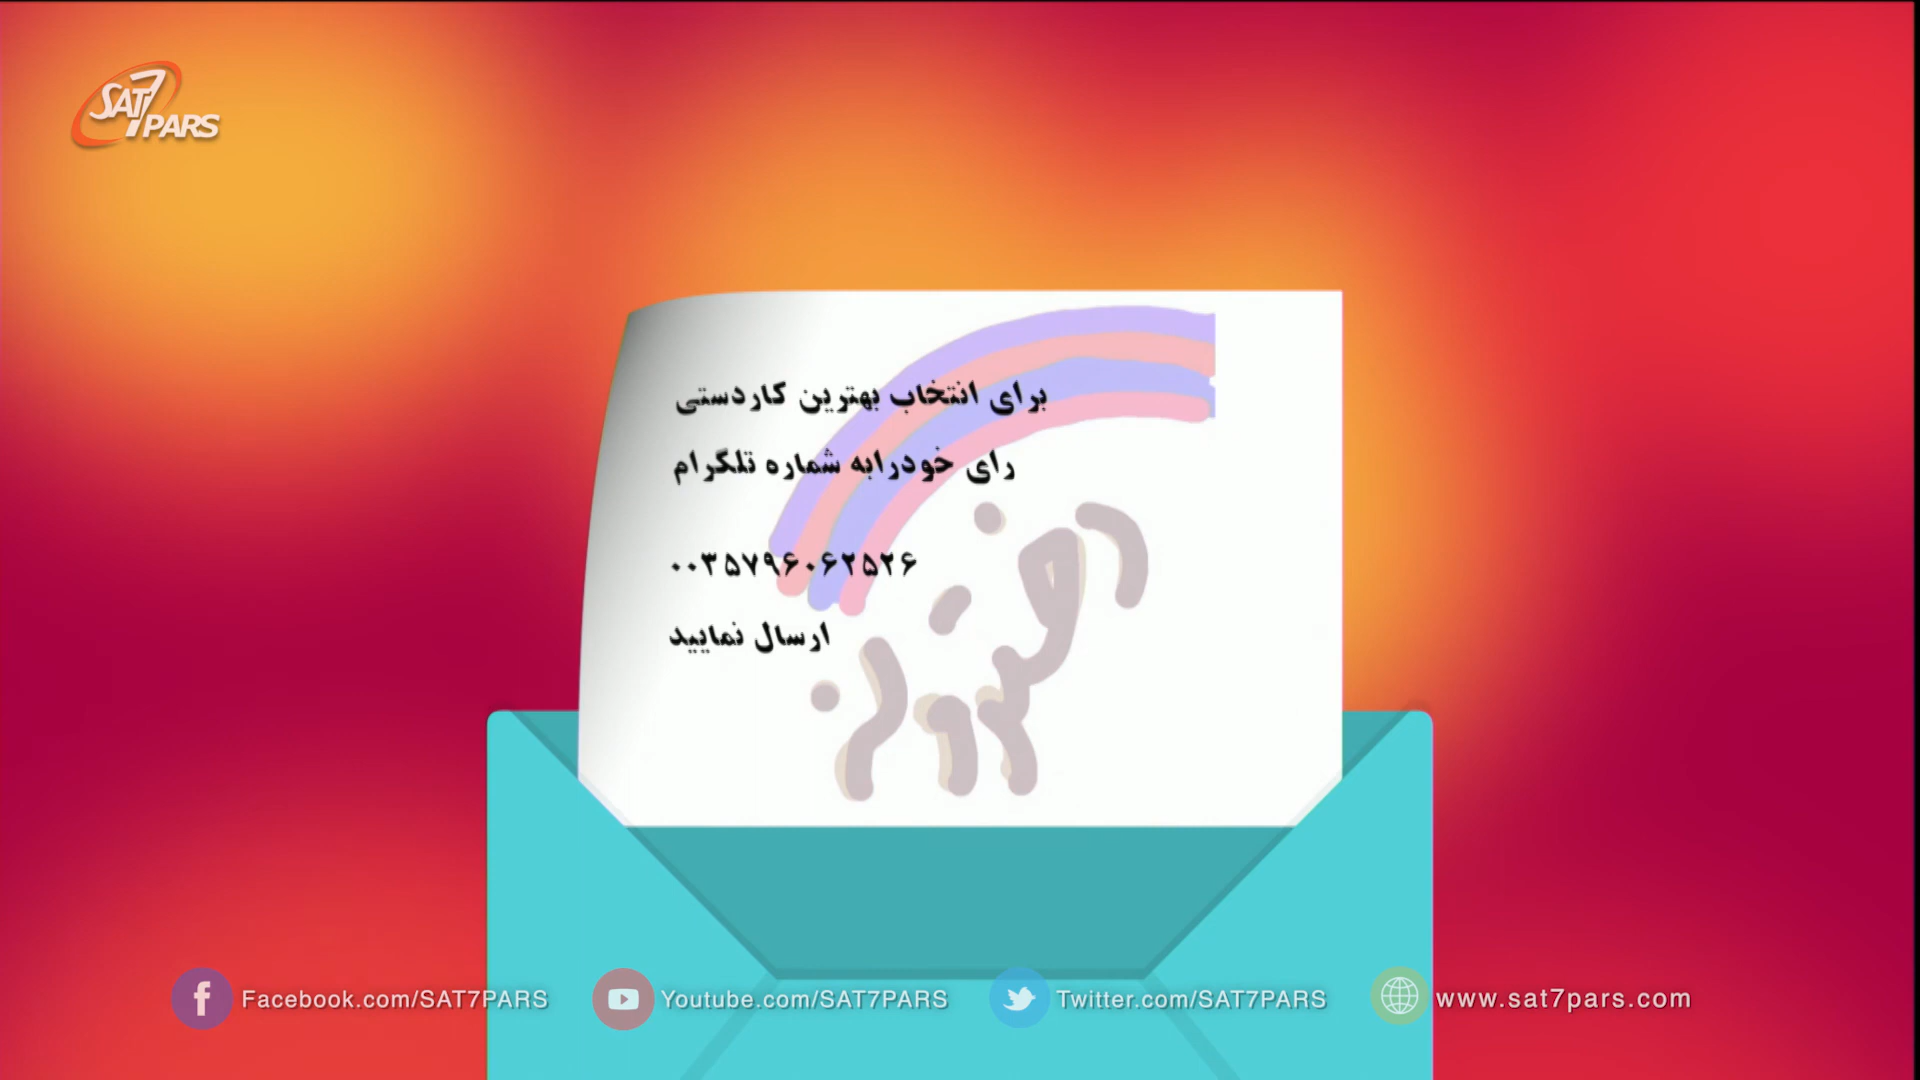 SAT7 PARS
برای انتخاب بهترین کاردستی
رای خودرابه شماره تلگرام
۰۰۳۵۷۹۶۰۶۲۵۲۶
ارسال نمایید
Facebook.com/SAT7PARS
Youtube.com/SAT7PARS
Twitter.com/SAT7PARS
www.sat7pars.com